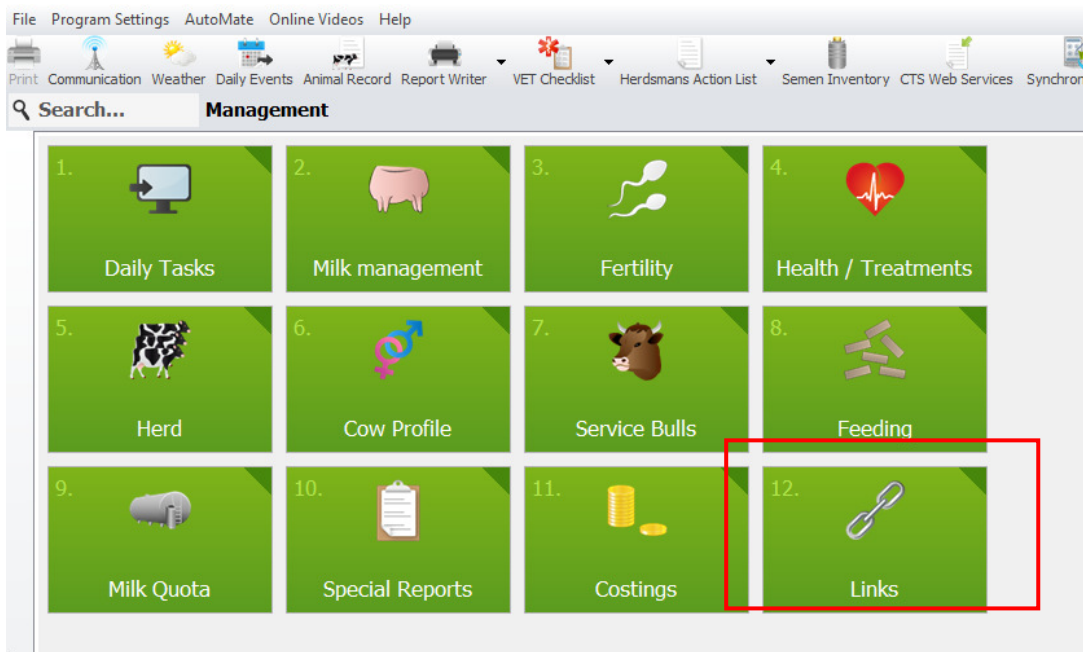 File Program Settings AutoMate Online Videos Help
Print Communication Weather Daily Events Animal Record Report Writer VET Checklist Herdsmans Action List Semen Inventory CTS Web Services Synchron
Search... Management
1. 2. 3. 4.
Daily Tasks Milk management Fertility Health / Treatments
5. 6. 7. 8.
Herd Cow Profile Service Bulls Feeding
9. 10. 11. 12.
Milk Quota Special Reports Costings Links